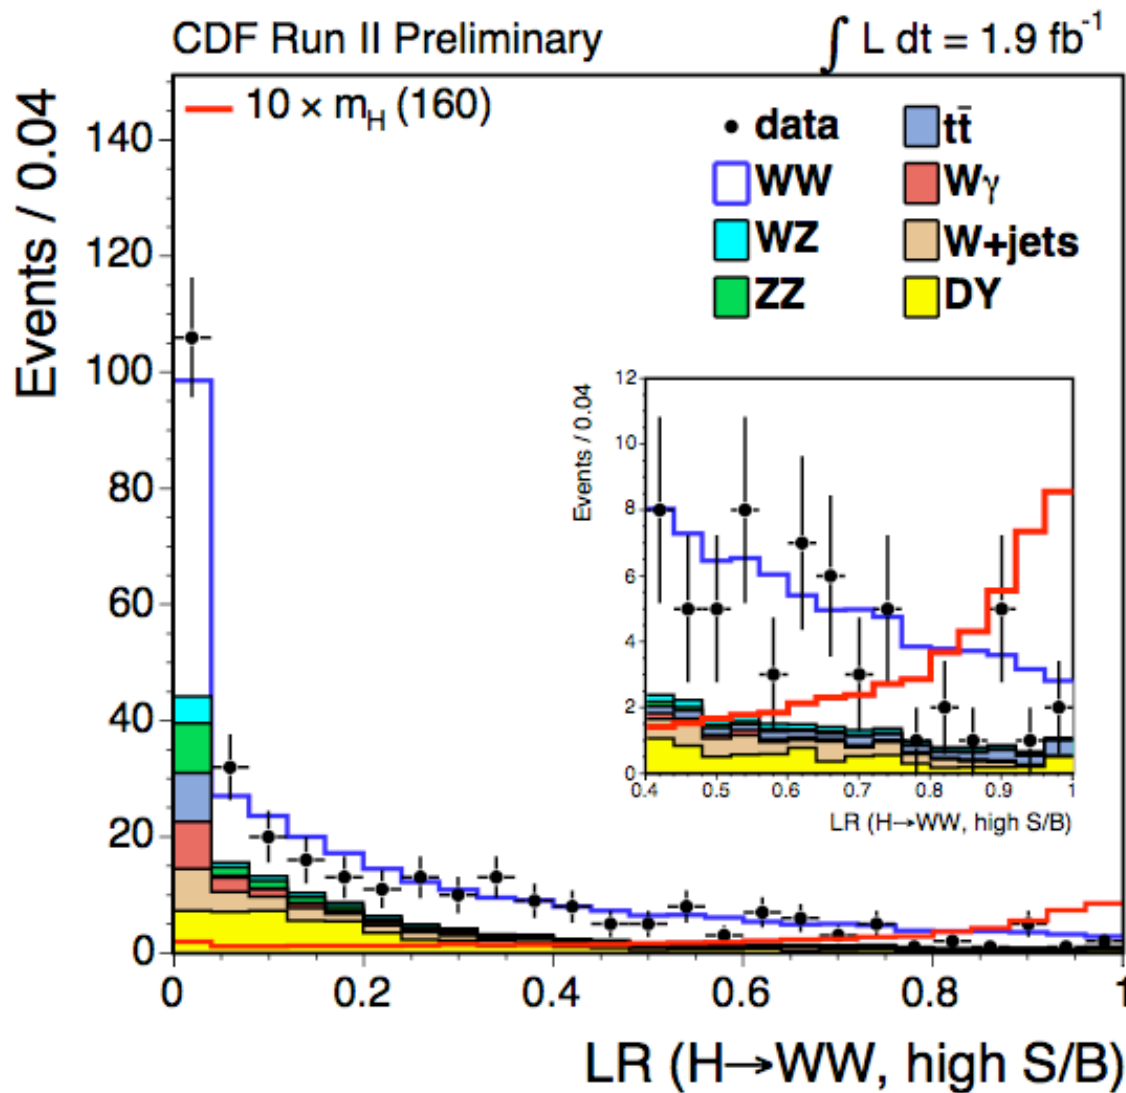 CDF Run II Preliminary
∫ L dt = 1.9 fb⁻¹
Events / 0.04
10 × m_H (160)
data
WW
WZ
ZZ
tt̄
Wγ
W+jets
DY
140
120
100
80
60
40
20
0
0 0.2 0.4 0.6 0.8 1
LR (H→WW, high S/B)
Events / 0.04
12
10
8
6
4
2
0
0.4 0.5 0.6 0.7 0.8 0.9 1
LR (H→WW, high S/B)